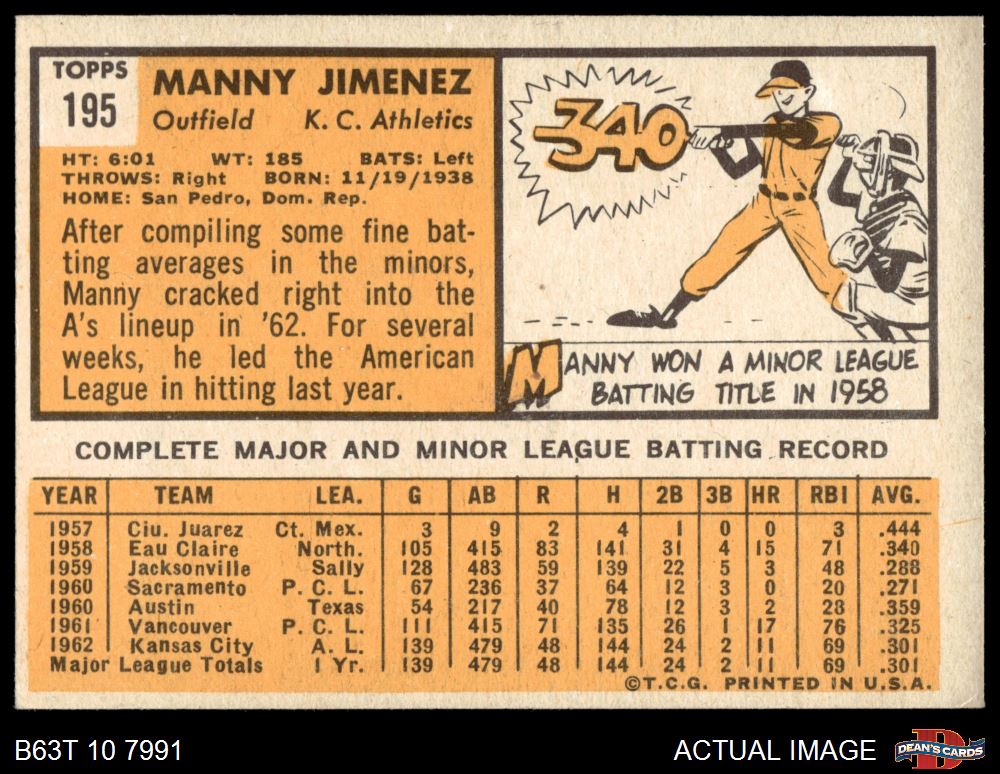 TOPPS
195
MANNY JIMENEZ
Outfield K. C. Athletics
HT: 6:01 WT: 185 BATS: Left
THROWS: Right BORN: 11/19/1938
HOME: San Pedro, Dom. Rep.
After compiling some fine bat-
ting averages in the minors,
Manny cracked right into the
A's lineup in '62. For several
weeks, he led the American
League in hitting last year.
340
MANNY WON A MINOR LEAGUE
BATTING TITLE IN 1958
COMPLETE MAJOR AND MINOR LEAGUE BATTING RECORD
YEAR TEAM LEA. G AB R H 2B 3B HR RBI AVG.
1957 Ciu. Juarez Ct. Mex. 3 9 2 4 1 0 0 3 .444
1958 Eau Claire North. 105 415 83 141 31 4 15 71 .340
1959 Jacksonville Sally 128 483 59 139 22 5 3 48 .288
1960 Sacramento P. C. L. 67 236 37 64 12 3 0 20 .271
1960 Austin Texas 54 217 40 78 12 3 2 28 .359
1961 Vancouver P. C. L. 111 415 71 135 26 1 17 76 .325
1962 Kansas City A. L. 139 479 48 144 24 2 11 69 .301
Major League Totals 1 Yr. 139 479 48 144 24 2 11 69 .301
©T.C.G. PRINTED IN U.S.A.
B63T 10 7991
ACTUAL IMAGE
DEAN'S CARDS